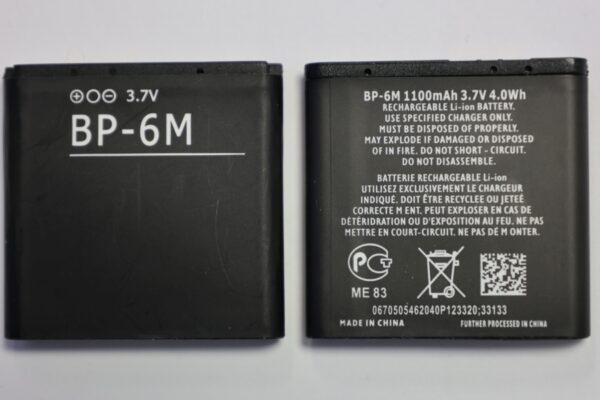 3.7V
BP-6M
BP-6M 1100mAh 3.7V 4.0Wh
RECHARGEABLE Li-ion BATTERY.
USE SPECIFIED CHARGER ONLY.
MUST BE DISPOSED OF PROPERLY.
MAY EXPLODE IF DAMAGED OR DISPOSED
OF IN FIRE. DO NOT SHORT - CIRCUIT.
DO NOT DISASSEMBLE.
BATTERIE RECHARGEABLE Li-ion
UTILISEZ EXCLUSIVEMENT LE CHARGEUR
INDIQUÉ. DOIT ÊTRE RECYCLÉE OU JETEÉ
CORRECTE M ENT. PEUT EXPLOSER EN CAS DE
DÉTÉRIDATION OU D'EXPOSITION AU FEU. NE PAS
METTRE EN COURT-CIRCUIT. NE PAS DÉ M ONTER.
РСТ
ME 83
0670505462040P123320;33133
MADE IN CHINA
FURTHER PROCESSED IN CHINA